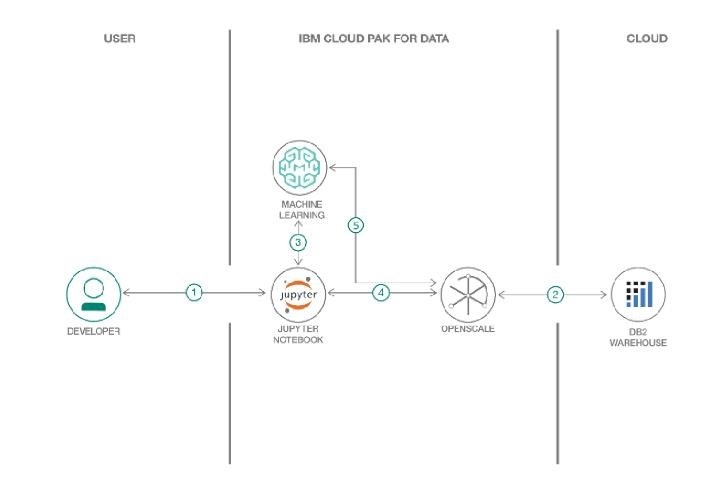 USER
IBM CLOUD PAK FOR DATA
CLOUD
MACHINE
LEARNING
5
3
jupyter
1
4
2
DEVELOPER
JUPYTER
NOTEBOOK
OPENSCALE
DB2
WAREHOUSE